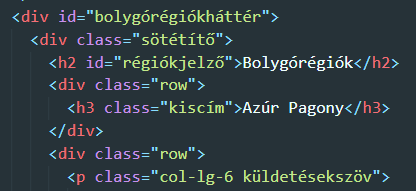 <div id="bolygórégiókháttér">
<div class="sötétítő">
<h2 id="régiókjelző">Bolygórégiók</h2>
<div class="row">
<h3 class="kiscím">Azúr Pagony</h3>
</div>
<div class="row">
<p class="col-lg-6 küldetésekszöv">